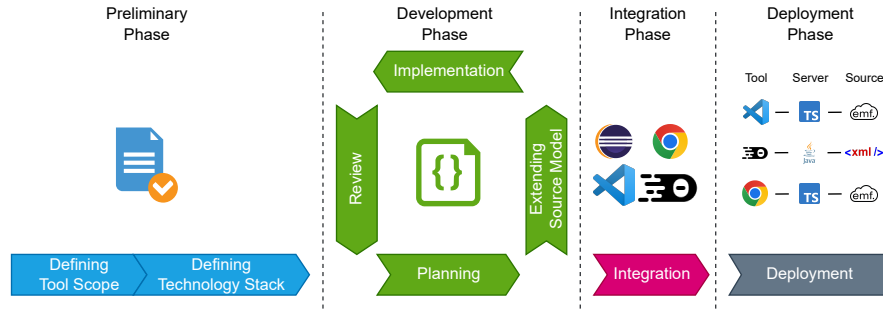 Preliminary
Phase
Development
Phase
Integration
Phase
Deployment
Phase
Implementation
Review
Extending
Source Model
Planning
{ }
Tool
Server
Source
TS
emf.
Java
<xml />
TS
emf.
Defining
Tool Scope
Defining
Technology Stack
Integration
Deployment